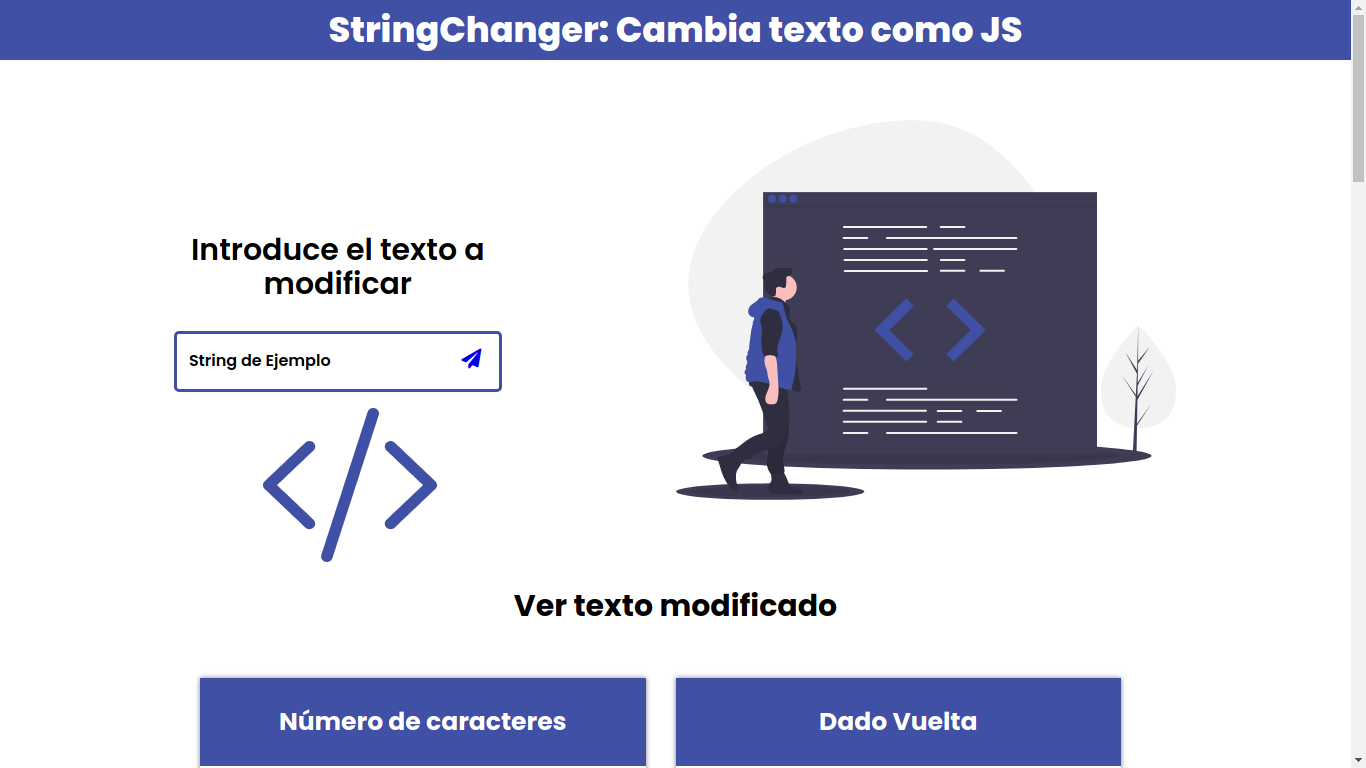 StringChanger: Cambia texto como JS
Introduce el texto a
modificar
String de Ejemplo
Ver texto modificado
Número de caracteres
Dado Vuelta